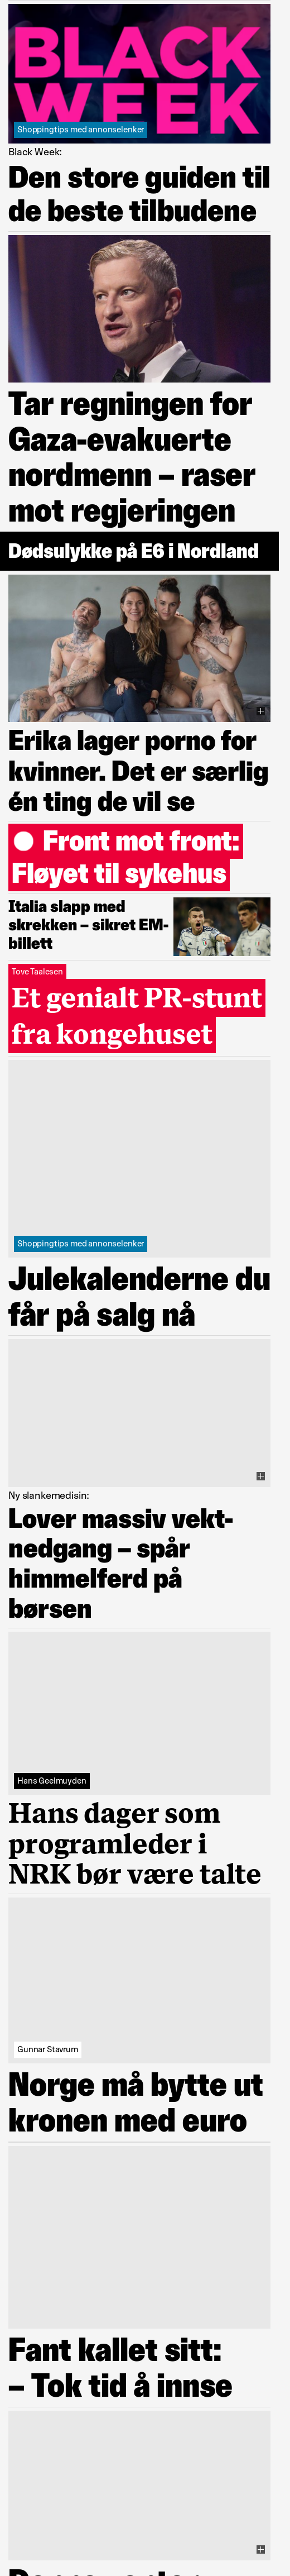 BLACK
WEEK
Shoppingtips med annonselenker
Black Week:
Den store guiden til
de beste tilbudene
Tar regningen for
Gaza-evakuerte
nordmenn – raser
mot regjeringen
Dødsulykke på E6 i Nordland
Erika lager porno for
kvinner. Det er særlig
én ting de vil se
Front mot front:
Fløyet til sykehus
Italia slapp med
skrekken – sikret EM-
billett
Tove Taalesen
Et genialt PR-stunt
fra kongehuset
Shoppingtips med annonselenker
Julekalenderne du
får på salg nå
Ny slankemedisin:
Lover massiv vekt-
nedgang – spår
himmelferd på
børsen
Hans Geelmuyden
Hans dager som
programleder i
NRK bør være talte
Gunnar Stavrum
Norge må bytte ut
kronen med euro
Fant kallet sitt:
– Tok tid å innse